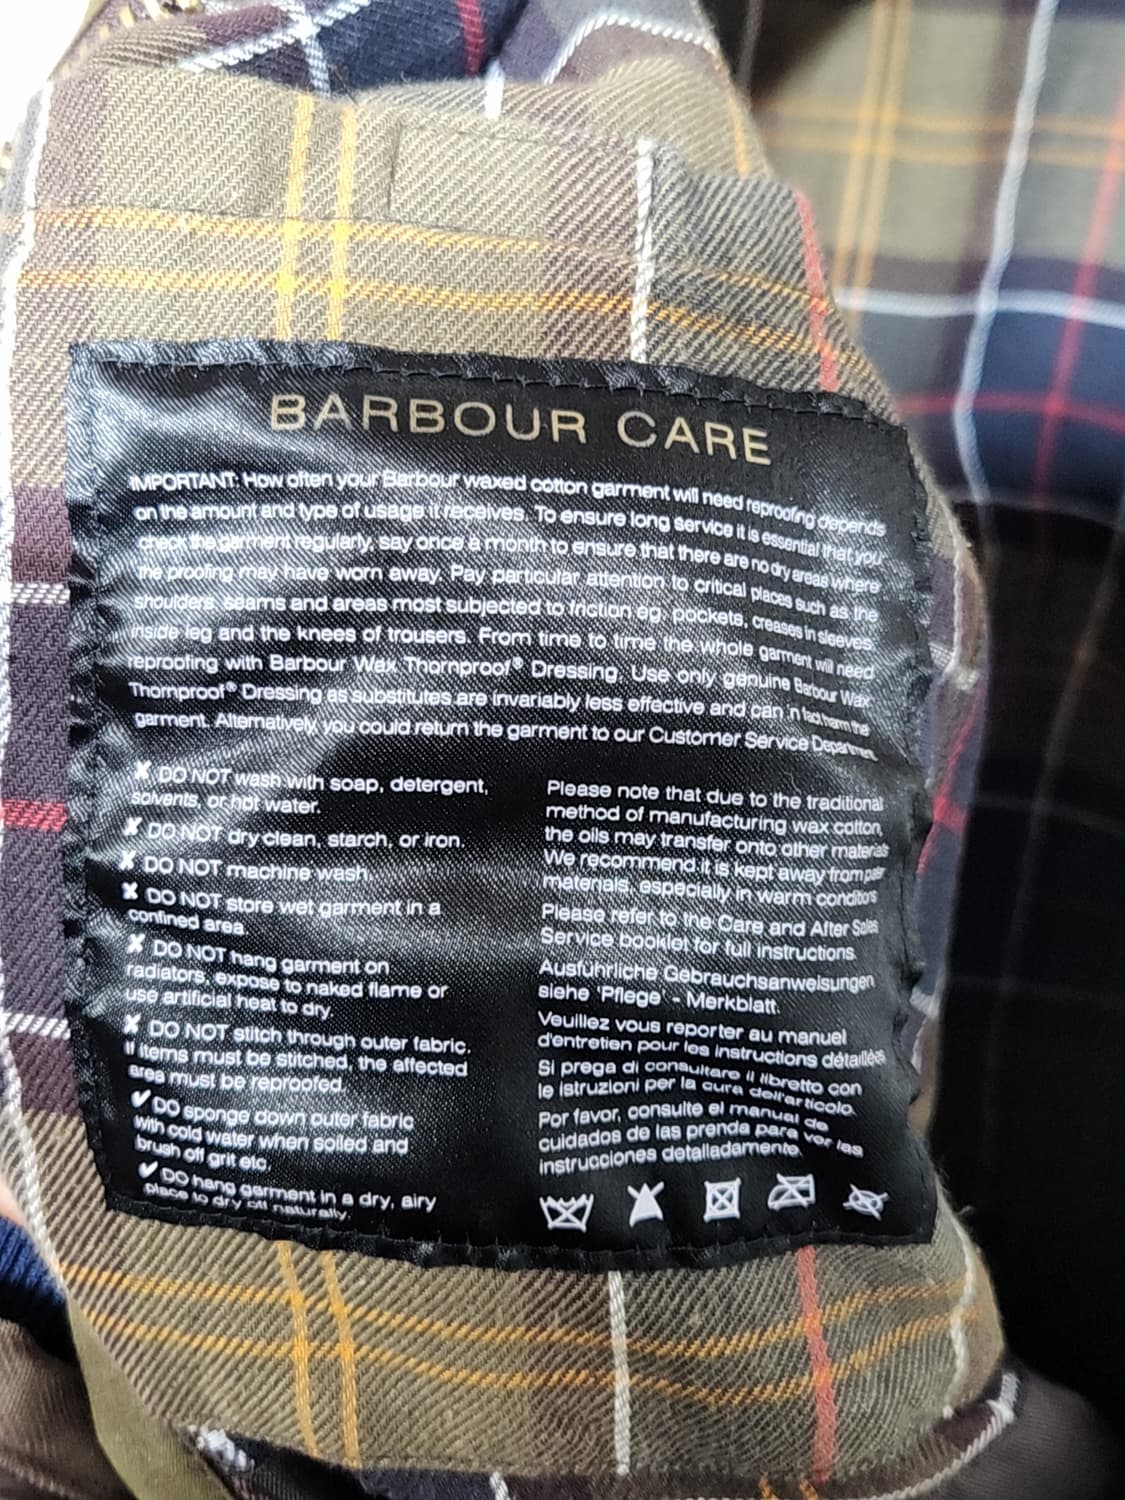 BARBOUR CARE
IMPORTANT: How often your Barbour waxed cotton garment will need reproofing depends
on the amount and type of usage it receives. To ensure long service it is essential that you
check the garment regularly, say once a month to ensure that there are no dry areas where
the proofing may have worn away. Pay particular attention to critical places such as the
shoulders, seams and areas most subjected to friction eg. pockets, creases in sleeves,
inside leg and the knees of trousers. From time to time the whole garment will need
reproofing with Barbour Wax Thornproof® Dressing. Use only genuine Barbour Wax
Thornproof® Dressing as substitutes are invariably less effective and can in fact harm the
garment. Alternatively, you could return the garment to our Customer Service Department.
✗ DO NOT wash with soap, detergent,
solvents, or hot water.
✗ DO NOT dry clean, starch, or iron.
✗ DO NOT machine wash.
✗ DO NOT store wet garment in a
confined area.
✗ DO NOT hang garment on
radiators, expose to naked flame or
use artificial heat to dry.
✗ DO NOT stitch through outer fabric.
If items must be stitched, the affected
area must be reproofed.
✔ DO sponge down outer fabric
with cold water when soiled and
brush off grit etc.
✔ DO hang garment in a dry, airy
place to dry off naturally.
Please note that due to the traditional
method of manufacturing wax cotton,
the oils may transfer onto other materials
We recommend it is kept away from paler
materials, especially in warm conditions
Please refer to the Care and After Sales
Service booklet for full instructions.
Ausführliche Gebrauchsanweisungen
siehe 'Pflege' - Merkblatt.
Veuillez vous reporter au manuel
d'entretien pour les instructions détaillées
Si prega di consultare il libretto con
le istruzioni per la cura dell'articolo.
Por favor, consulte el manual de
cuidados de las prenda para ver las
instrucciones detalladamente.